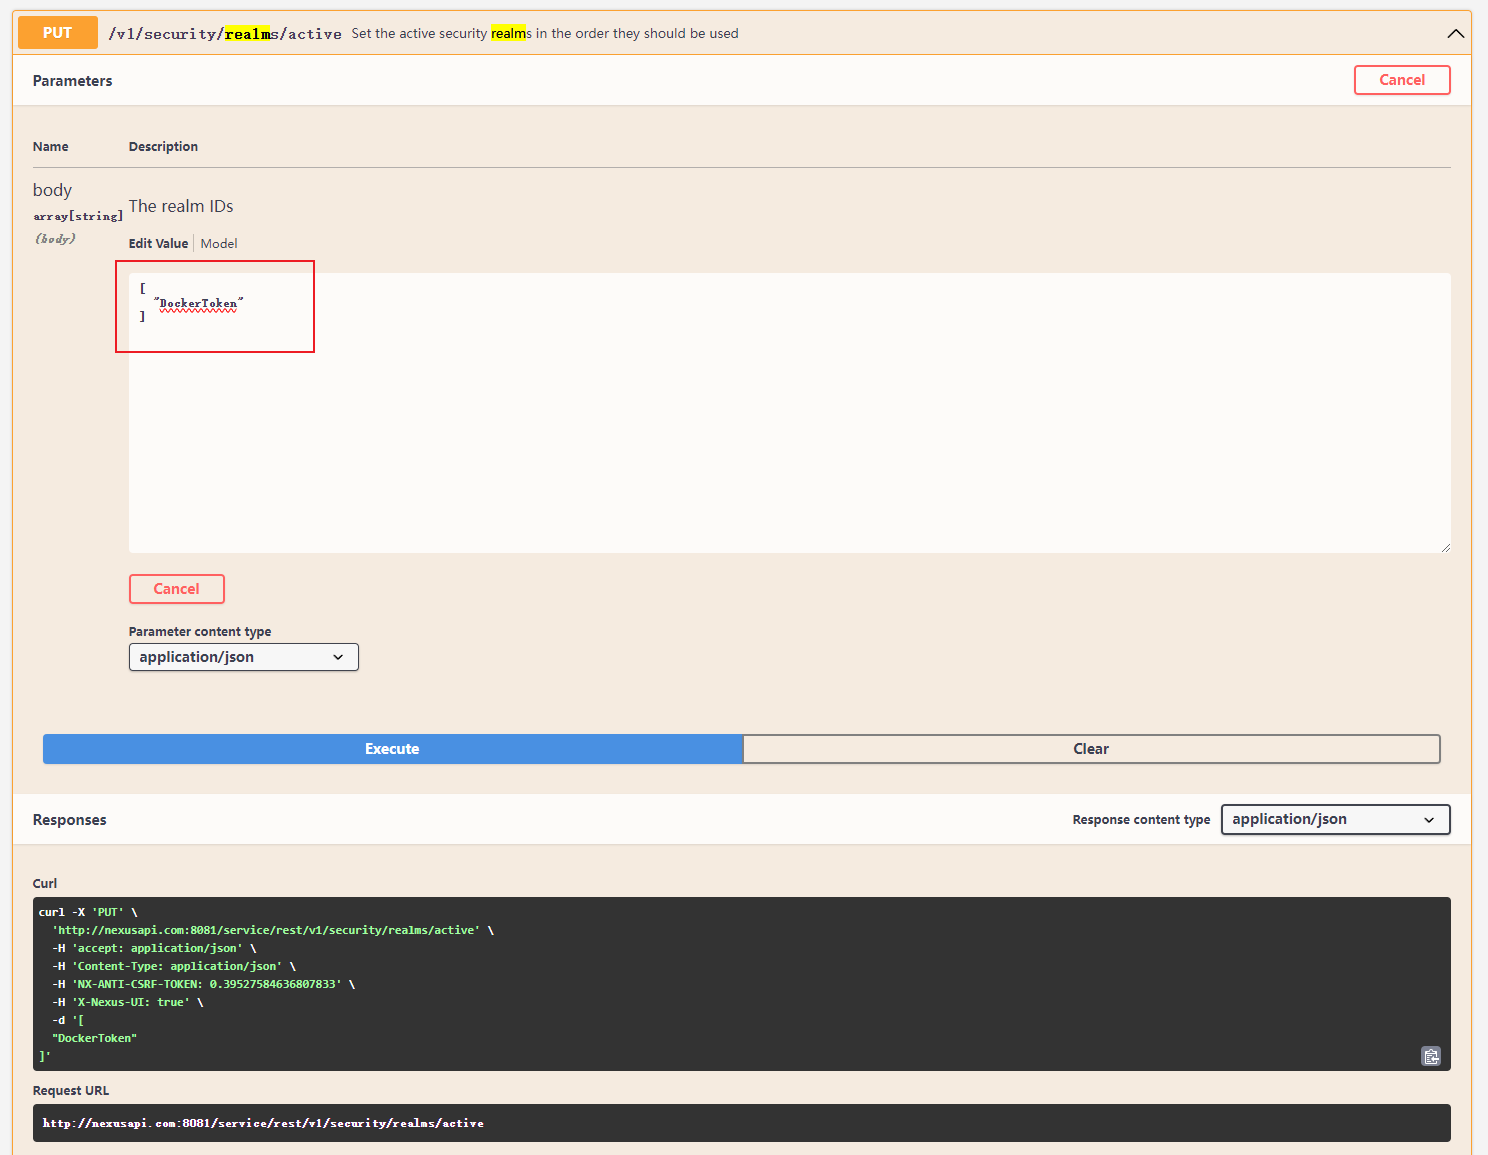 PUT /v1/security/realms/active Set the active security realms in the order they should be used
Parameters Cancel
Name Description
body
array[string]
(body)
The realm IDs
Edit Value Model
[
"DockerToken"
]
Cancel
Parameter content type
application/json
Execute Clear
Responses Response content type application/json
Curl
curl -X 'PUT' \
'http://nexusapi.com:8081/service/rest/v1/security/realms/active' \
-H 'accept: application/json' \
-H 'Content-Type: application/json' \
-H 'NX-ANTI-CSRF-TOKEN: 0.39527584636807833' \
-H 'X-Nexus-UI: true' \
-d '[
"DockerToken"
]'
Request URL
http://nexusapi.com:8081/service/rest/v1/security/realms/active